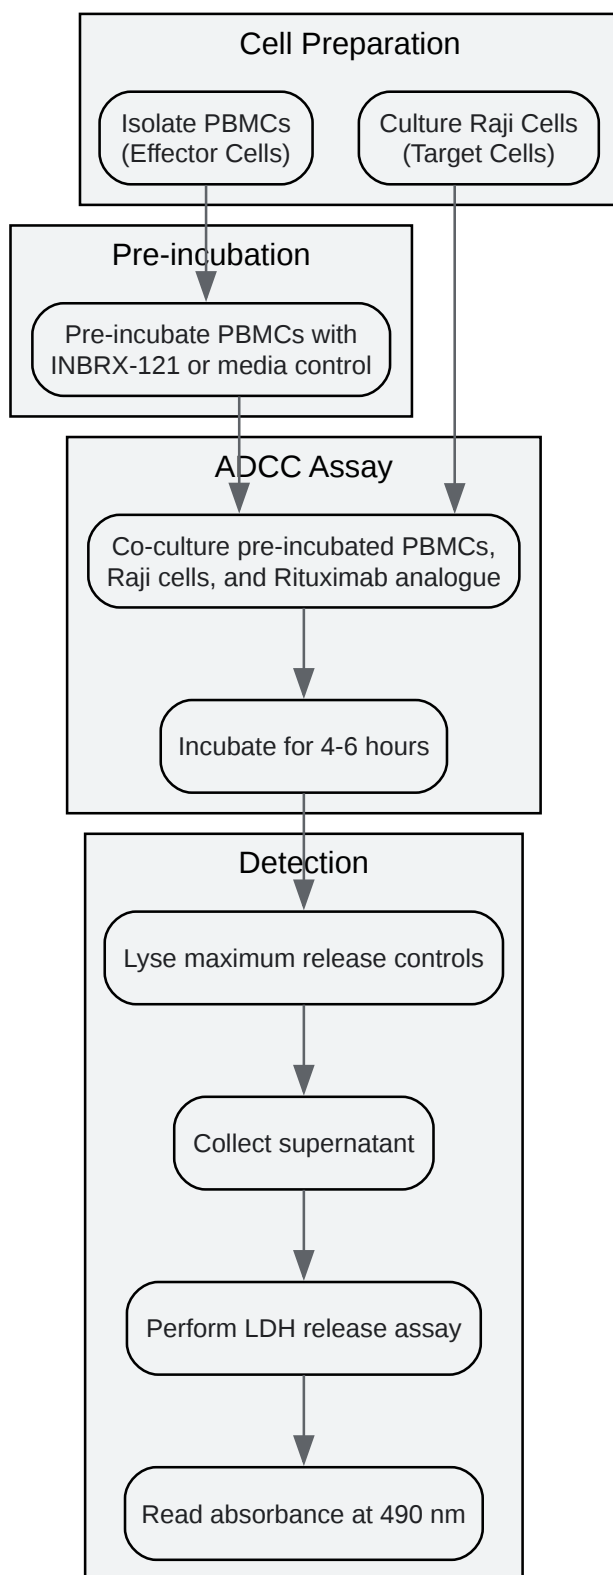 Cell Preparation
Isolate PBMCs
(Effector Cells)
Culture Raji Cells
(Target Cells)
Pre-incubation
Pre-incubate PBMCs with
INBRX-121 or media control
ADCC Assay
Co-culture pre-incubated PBMCs,
Raji cells, and Rituximab analogue
Incubate for 4-6 hours
Detection
Lyse maximum release controls
Collect supernatant
Perform LDH release assay
Read absorbance at 490 nm